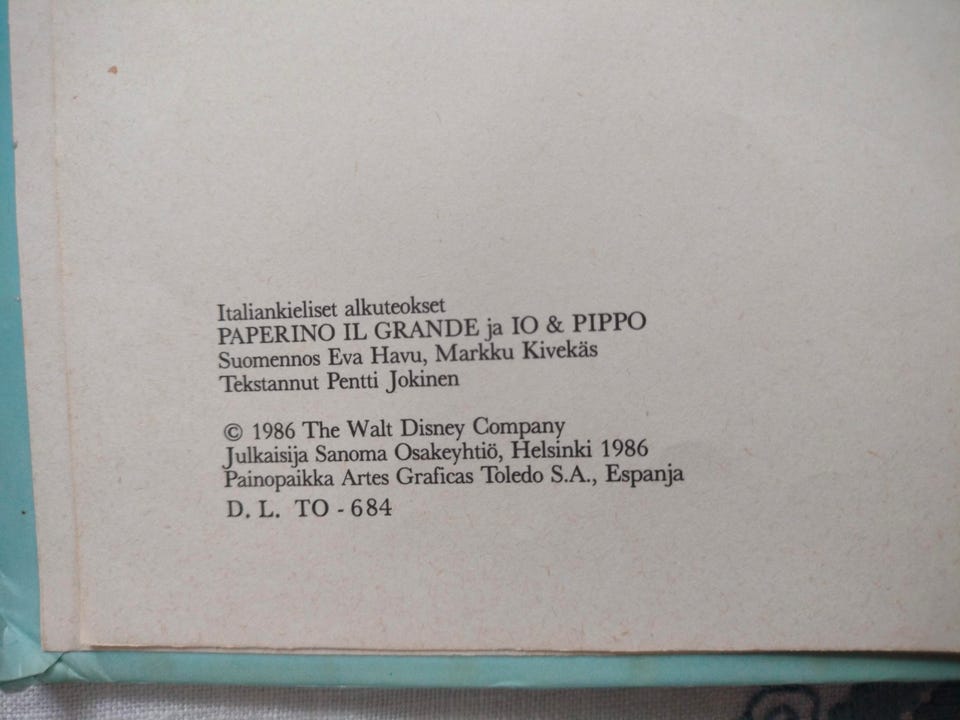 Italiankieliset alkuteokset
PAPERINO IL GRANDE ja IO & PIPPO
Suomennos Eva Havu, Markku Kivekäs
Tekstannut Pentti Jokinen
© 1986 The Walt Disney Company
Julkaisija Sanoma Osakeyhtiö, Helsinki 1986
Painopaikka Artes Graficas Toledo S.A., Espanja
D. L. TO - 684